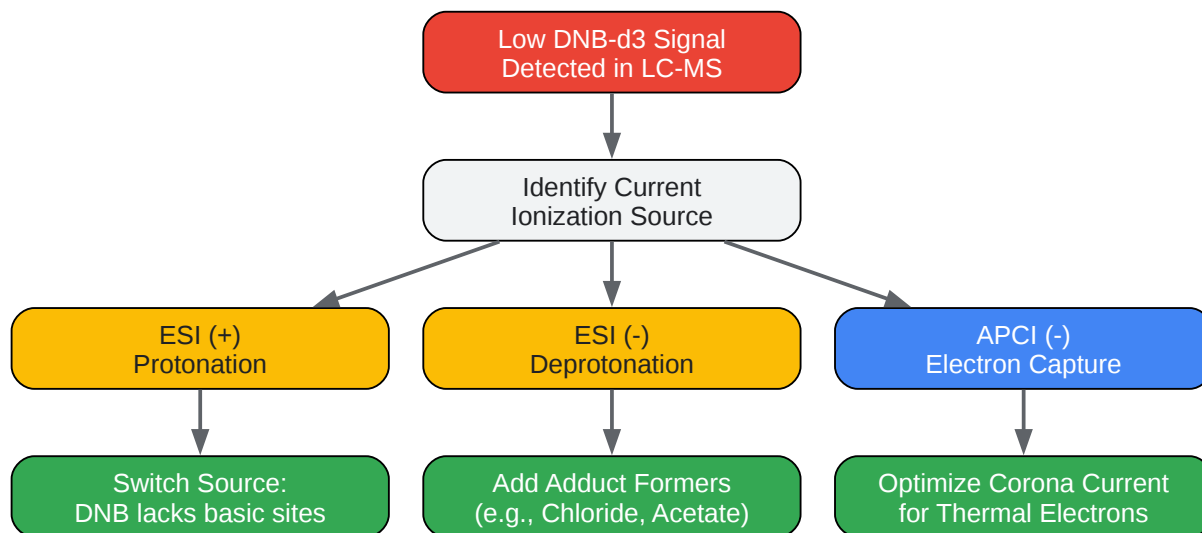 Low DNB-d3 Signal
Detected in LC-MS
Identify Current
Ionization Source
ESI (+)
Protonation
ESI (-)
Deprotonation
APCI (-)
Electron Capture
Switch Source:
DNB lacks basic sites
Add Adduct Formers
(e.g., Chloride, Acetate)
Optimize Corona Current
for Thermal Electrons